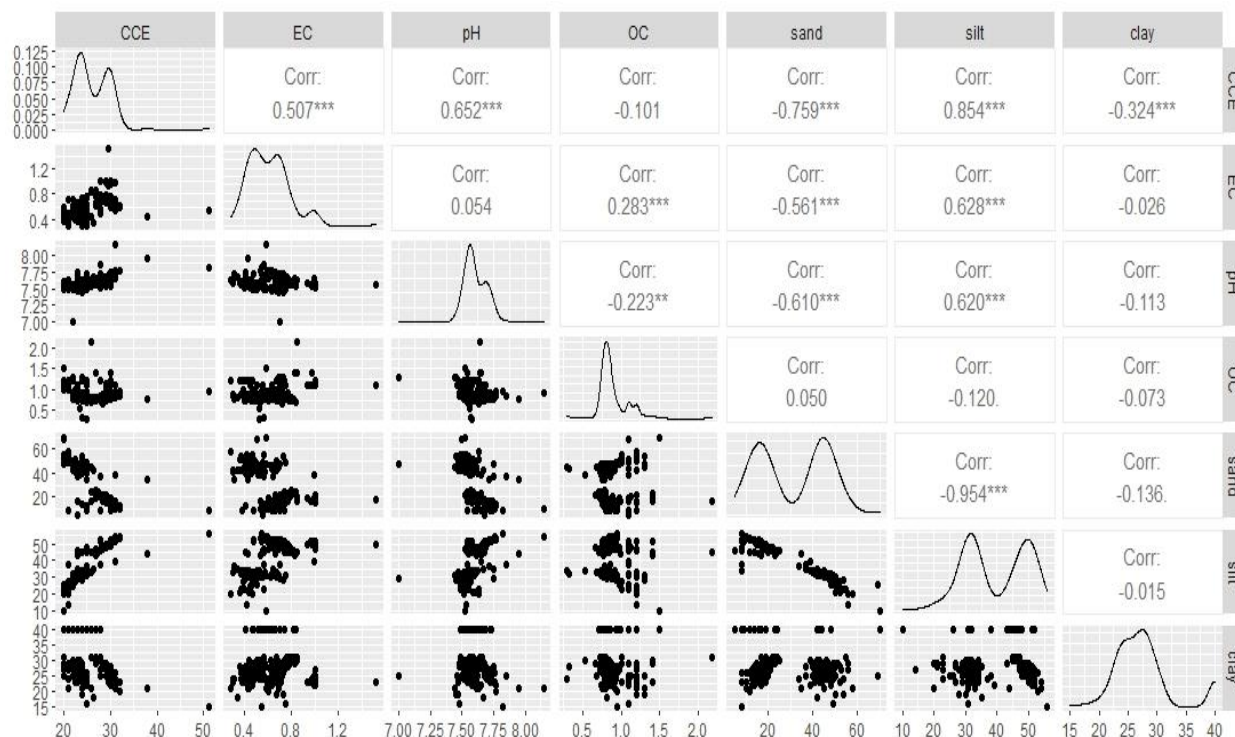 CCE EC pH OC sand silt clay
0.125
0.100
0.075
0.050
0.025
0.000
Corr: Corr: Corr: Corr: Corr: Corr:
0.507*** 0.652*** -0.101 -0.759*** 0.854*** -0.324***
CCE
1.2
0.8
0.4
Corr: Corr: Corr: Corr: Corr:
0.054 0.283*** -0.561*** 0.628*** -0.026
EC
8.00
7.75
7.50
7.25
7.00
Corr: Corr: Corr: Corr:
-0.223** -0.610*** 0.620*** -0.113
pH
2.0
1.5
1.0
0.5
Corr: Corr: Corr:
0.050 -0.120. -0.073
OC
60
40
20
Corr: Corr:
-0.954*** -0.136.
sand
50
40
30
20
10
Corr:
-0.015
silt
40
35
30
25
20
15
clay
20 30 40 50 0.4 0.8 1.2 7.00 7.25 7.50 7.75 8.00 0.5 1.0 1.5 2.0 20 40 60 10 20 30 40 50 15 20 25 30 35 40